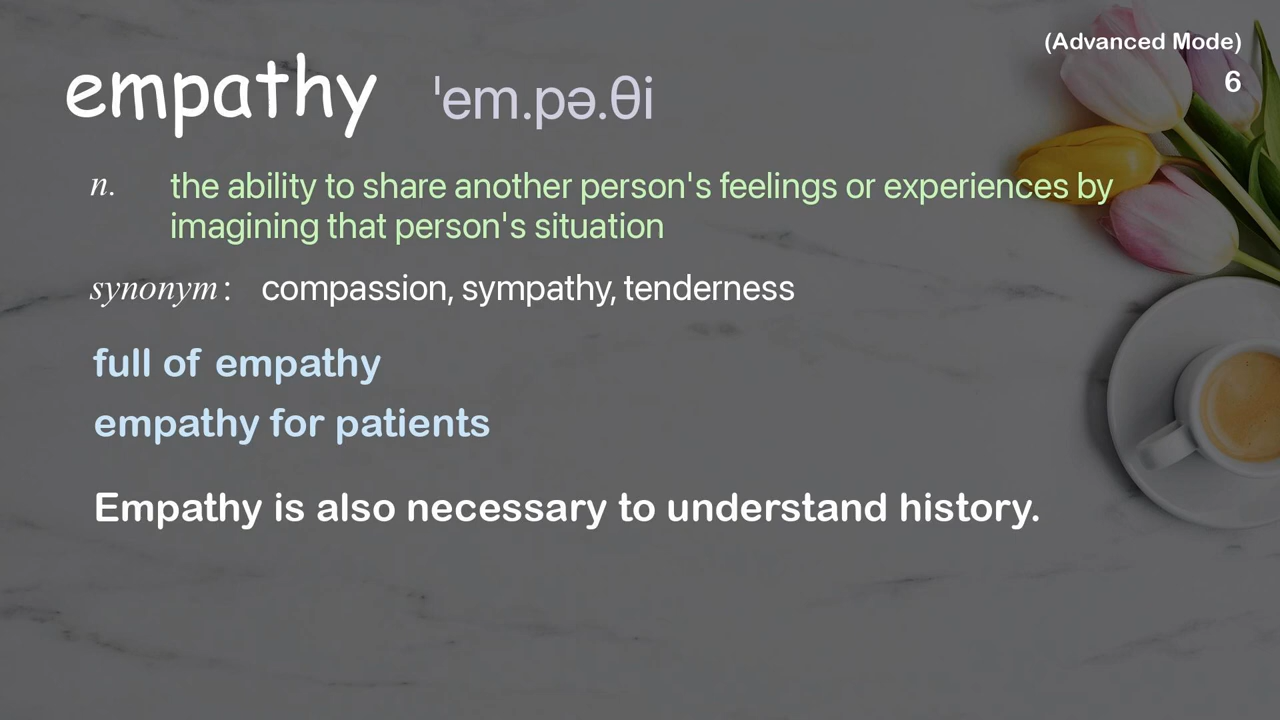 (Advanced Mode)
6
empathy ˈem.pə.θi
n. the ability to share another person's feelings or experiences by
imagining that person's situation
synonym: compassion, sympathy, tenderness
full of empathy
empathy for patients
Empathy is also necessary to understand history.